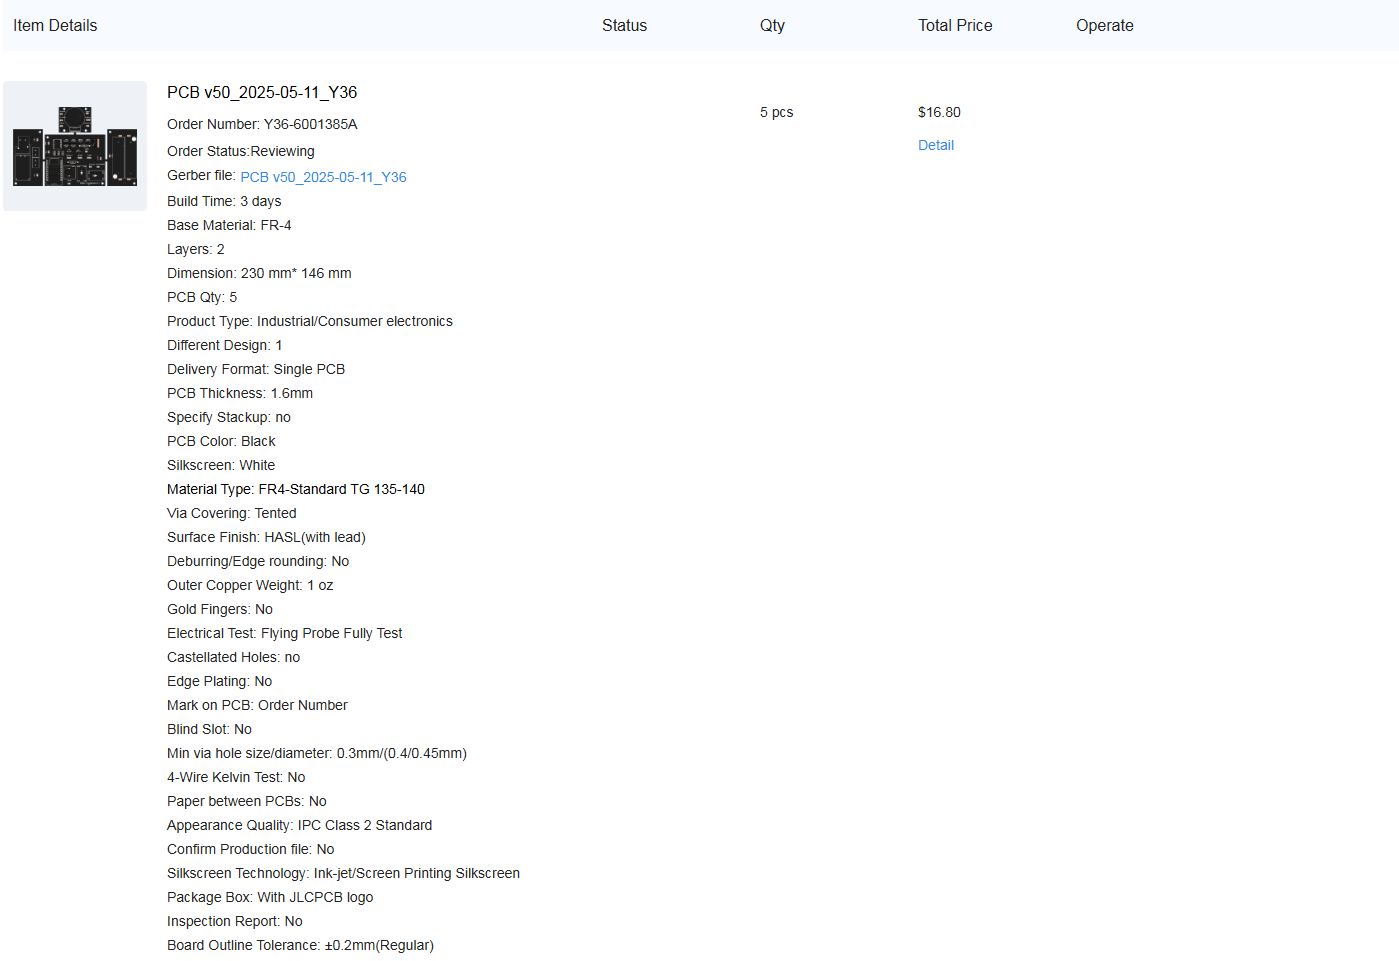 Item Details Status Qty Total Price Operate
PCB v50_2025-05-11_Y36
Order Number: Y36-6001385A
5 pcs $16.80
Detail
Order Status:Reviewing
Gerber file: PCB v50_2025-05-11_Y36
Build Time: 3 days
Base Material: FR-4
Layers: 2
Dimension: 230 mm* 146 mm
PCB Qty: 5
Product Type: Industrial/Consumer electronics
Different Design: 1
Delivery Format: Single PCB
PCB Thickness: 1.6mm
Specify Stackup: no
PCB Color: Black
Silkscreen: White
Material Type: FR4-Standard TG 135-140
Via Covering: Tented
Surface Finish: HASL(with lead)
Deburring/Edge rounding: No
Outer Copper Weight: 1 oz
Gold Fingers: No
Electrical Test: Flying Probe Fully Test
Castellated Holes: no
Edge Plating: No
Mark on PCB: Order Number
Blind Slot: No
Min via hole size/diameter: 0.3mm/(0.4/0.45mm)
4-Wire Kelvin Test: No
Paper between PCBs: No
Appearance Quality: IPC Class 2 Standard
Confirm Production file: No
Silkscreen Technology: Ink-jet/Screen Printing Silkscreen
Package Box: With JLCPCB logo
Inspection Report: No
Board Outline Tolerance: ±0.2mm(Regular)